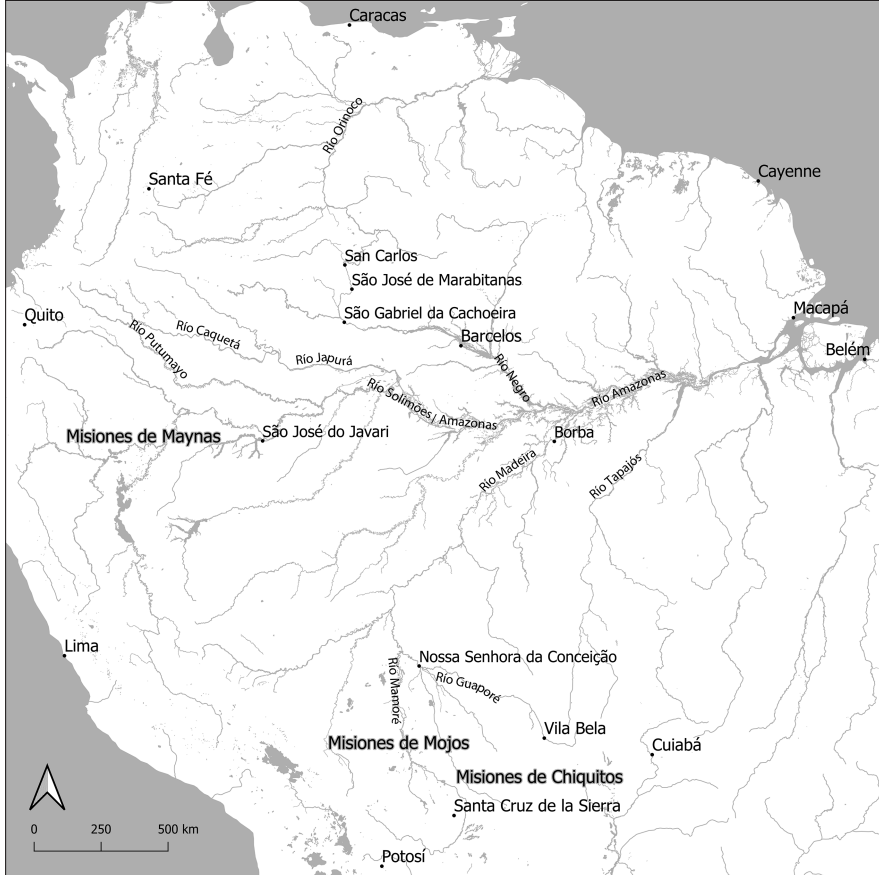 Caracas
Río Orinoco
Santa Fé
Cayenne
San Carlos
São José de Marabitanas
São Gabriel da Cachoeira
Quito
Macapá
Río Caquetá
Río Putumayo
Barcelos
Belém
Río Japurá
Río Negro
Río Solimões / Amazonas
Río Amazonas
Misiones de Maynas
São José do Javari
Borba
Río Madeira
Río Tapajós
Lima
Nossa Senhora da Conceição
Río Mamoré
Río Guaporé
Vila Bela
Misiones de Mojos
Cuiabá
Misiones de Chiquitos
Santa Cruz de la Sierra
0 250 500 km
Potosí